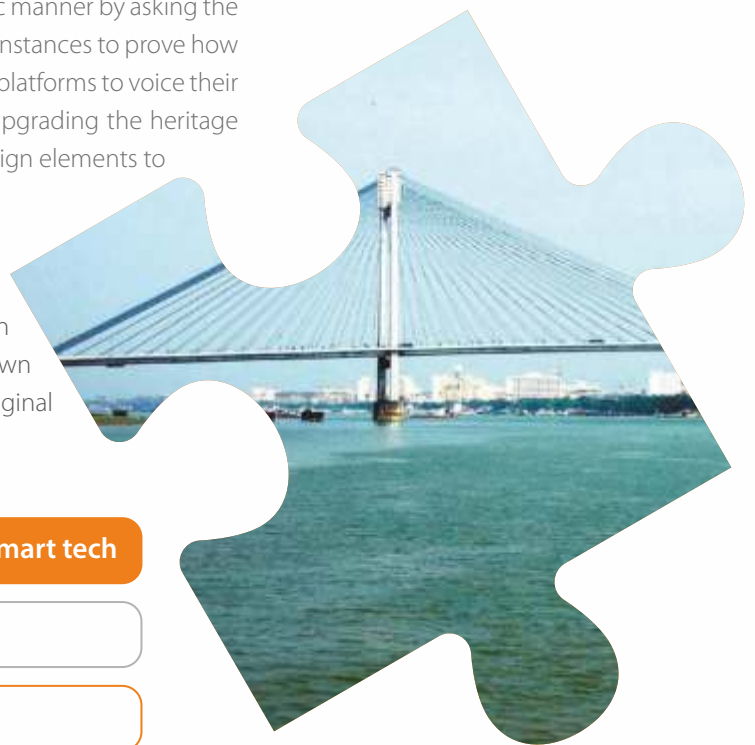 c manner by asking the
nstances to prove how
platforms to voice their
pgrading the heritage
ign elements to
n
wn
ginal
mart tech